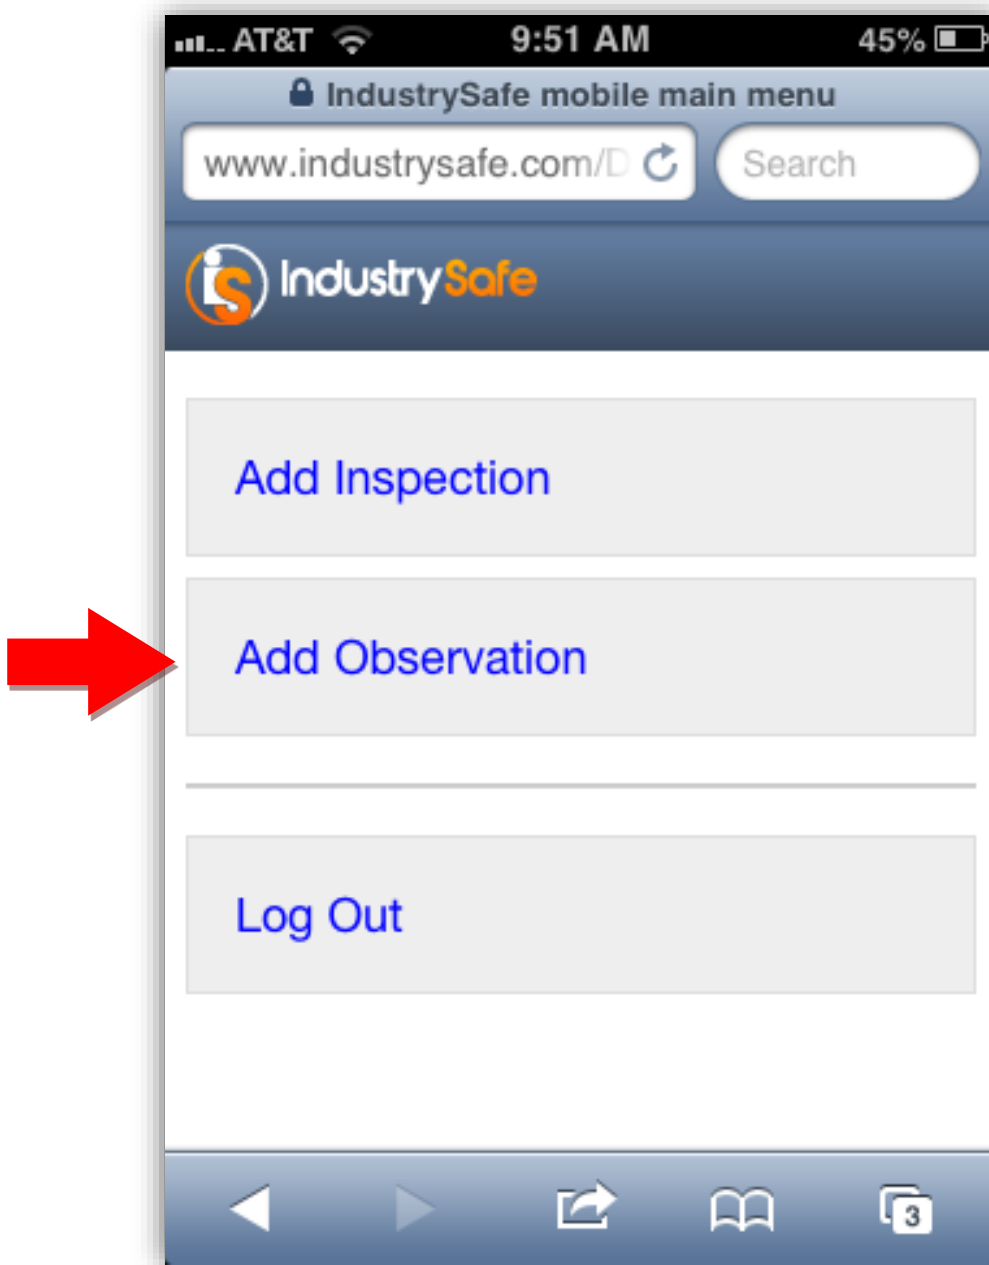 AT&T 9:51 AM 45%
IndustrySafe mobile main menu
www.industrysafe.com/D Search
is IndustrySafe
Add Inspection
Add Observation
Log Out
3